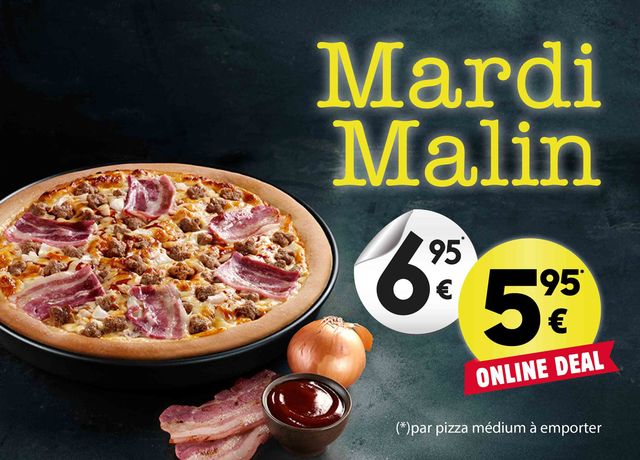 Mardi
Malin
6 95* €
5 95* €
ONLINE DEAL
(*)par pizza médium à emporter